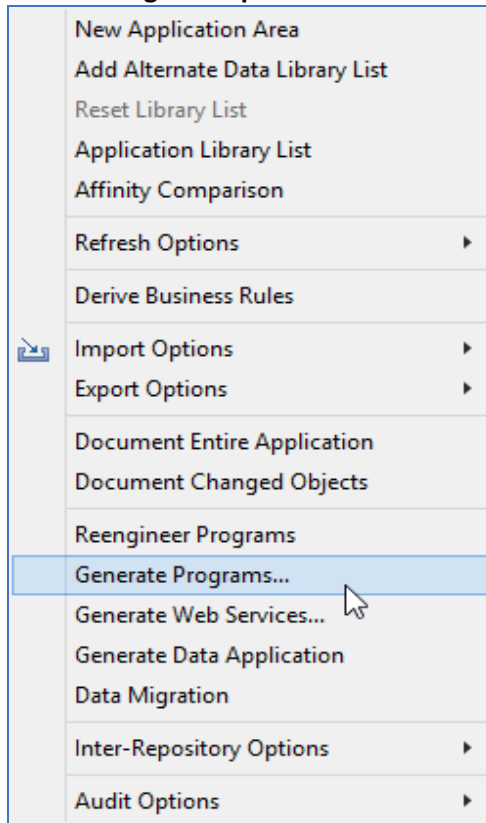 New Application Area
Add Alternate Data Library List
Reset Library List
Application Library List
Affinity Comparison
Refresh Options
Derive Business Rules
Import Options
Export Options
Document Entire Application
Document Changed Objects
Reengineer Programs
Generate Programs...
Generate Web Services...
Generate Data Application
Data Migration
Inter-Repository Options
Audit Options